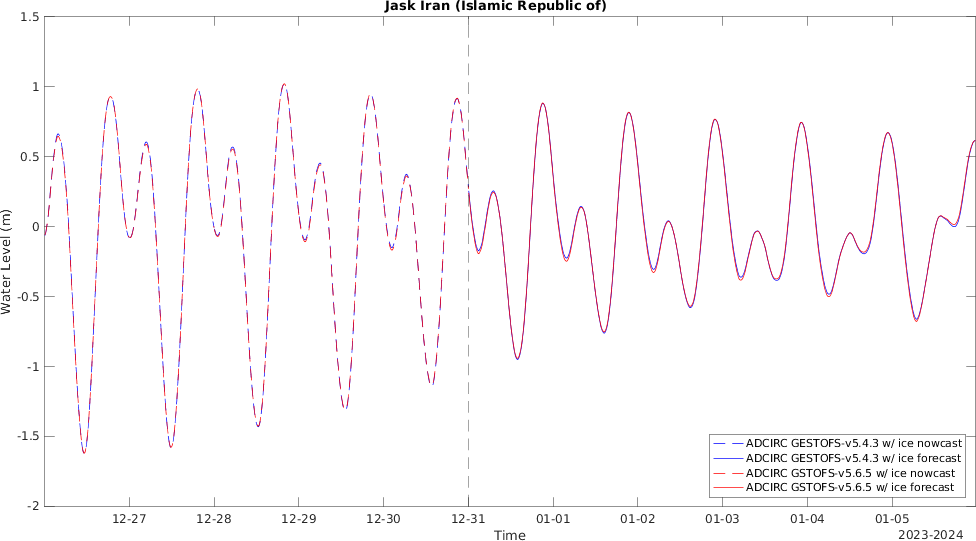 Jask Iran (Islamic Republic of)
1.5
1
0.5
0
-0.5
-1
-1.5
-2
Water Level (m)
12-27
12-28
12-29
12-30
12-31
01-01
01-02
01-03
01-04
01-05
Time
2023-2024
ADCIRC GESTOFS-v5.4.3 w/ ice nowcast
ADCIRC GESTOFS-v5.4.3 w/ ice forecast
ADCIRC GSTOFS-v5.6.5 w/ ice nowcast
ADCIRC GSTOFS-v5.6.5 w/ ice forecast